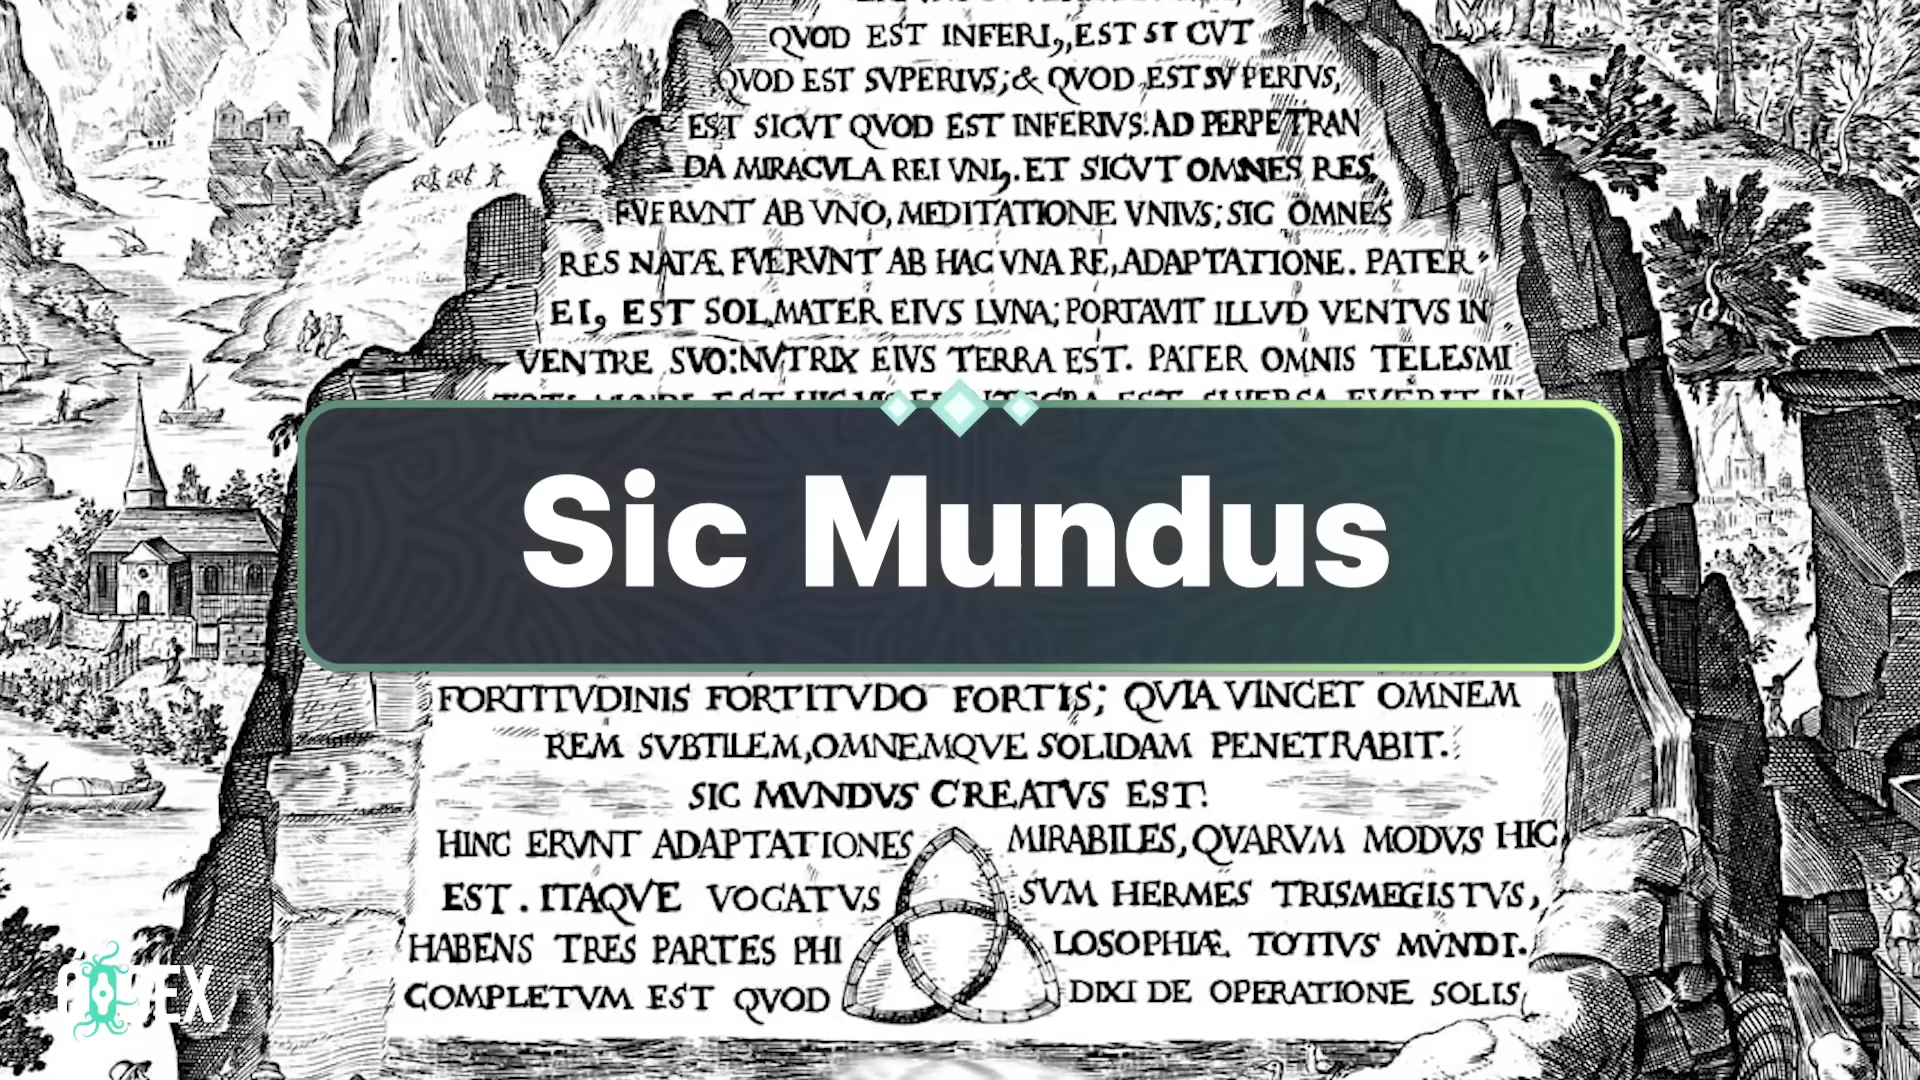 QVOD EST INFERIꝰ, EST SICVT
QVOD EST SVPERIVS; & QVOD EST SVPERIVS,
EST SICVT QVOD EST INFERIVS. AD PERPETRAN
DA MIRACVLA REI VNIꝰ. ET SICVT OMNES RES
FVERVNT AB VNO, MEDITATIONE VNIVS; SIC OMNES
RES NATÆ FVERVNT AB HAC VNA RE, ADAPTATIONE. PATER
EIꝰ EST SOL, MATER EIVS LVNA; PORTAVIT ILLVD VENTVS IN
VENTRE SVO: NVTRIX EIVS TERRA EST. PATER OMNIS TELESMI
Sic Mundus
FORTITVDINIS FORTITVDO FORTIS; QVIA VINCET OMNEM
REM SVBTILEM, OMNEMQVE SOLIDAM PENETRABIT.
SIC MVNDVS CREATVS EST.
HINC ERVNT ADAPTATIONES MIRABILES, QVARVM MODVS HIC
EST. ITAQVE VOCATVS SVM HERMES TRISMEGISTVS,
HABENS TRES PARTES PHI LOSOPHIÆ TOTIVS MVNDI.
COMPLETVM EST QVOD DIXI DE OPERATIONE SOLIS